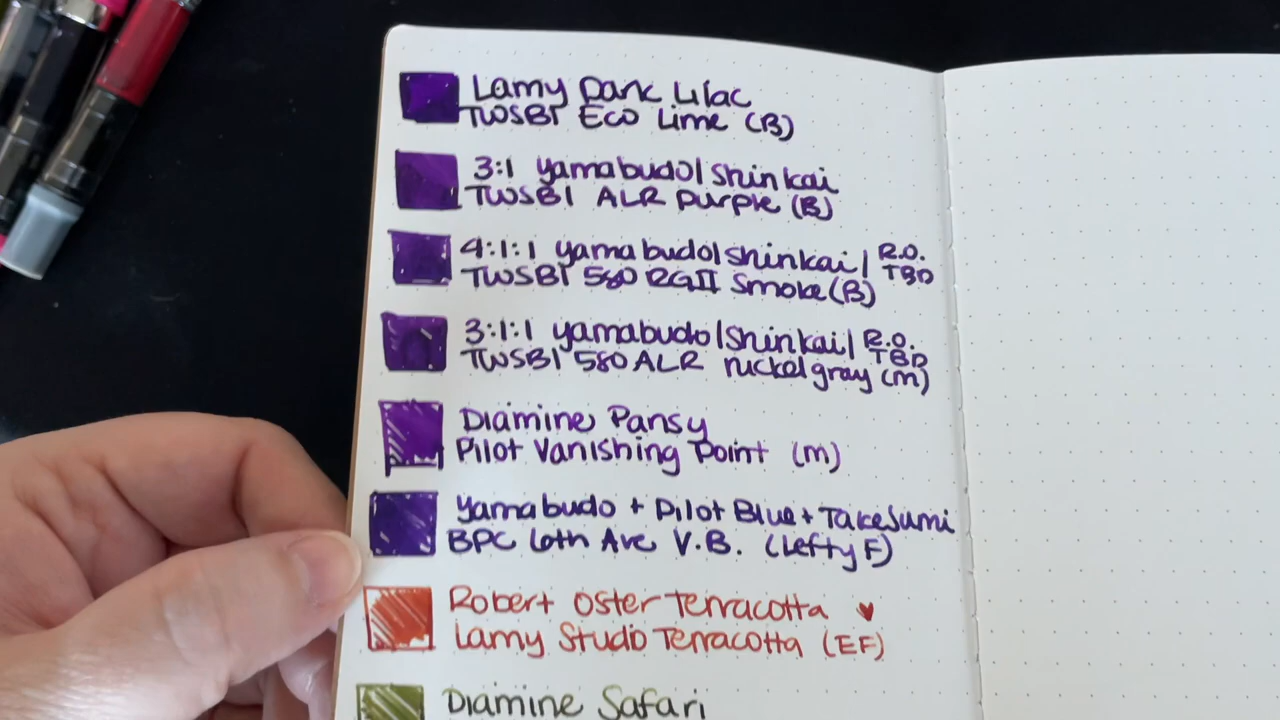 Lamy Dark Lilac
TWSBI Eco Lime (B)
3:1 yamabudo/shinkai
TWSBI ALR purple (B)
4:1:1 yamabudo/shinkai/ R.O. TBD
TWSBI 580 RGII Smoke (B)
3:1:1 yamabudo/shinkai/ R.O. TBD
TWSBI 580 ALR nickel gray (m)
Diamine Pansy
Pilot Vanishing Point (m)
Yamabudo + Pilot Blue + Takesumi
BPC 6th Ave V.B. (Lefty F)
Robert Oster Terracotta ♥
Lamy Studio Terracotta (EF)
Diamine Safari